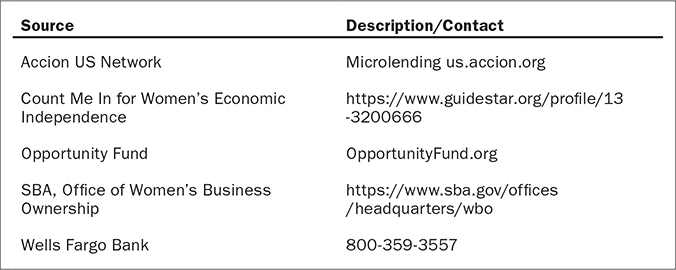 Source Description/Contact
Accion US Network Microlending us.accion.org
Count Me In for Women’s Economic https://www.guidestar.org/profile/13
Independence -3200666
Opportunity Fund OpportunityFund.org
SBA, Office of Women’s Business https://www.sba.gov/offices
Ownership /headquarters/wbo
Wells Fargo Bank 800-359-3557